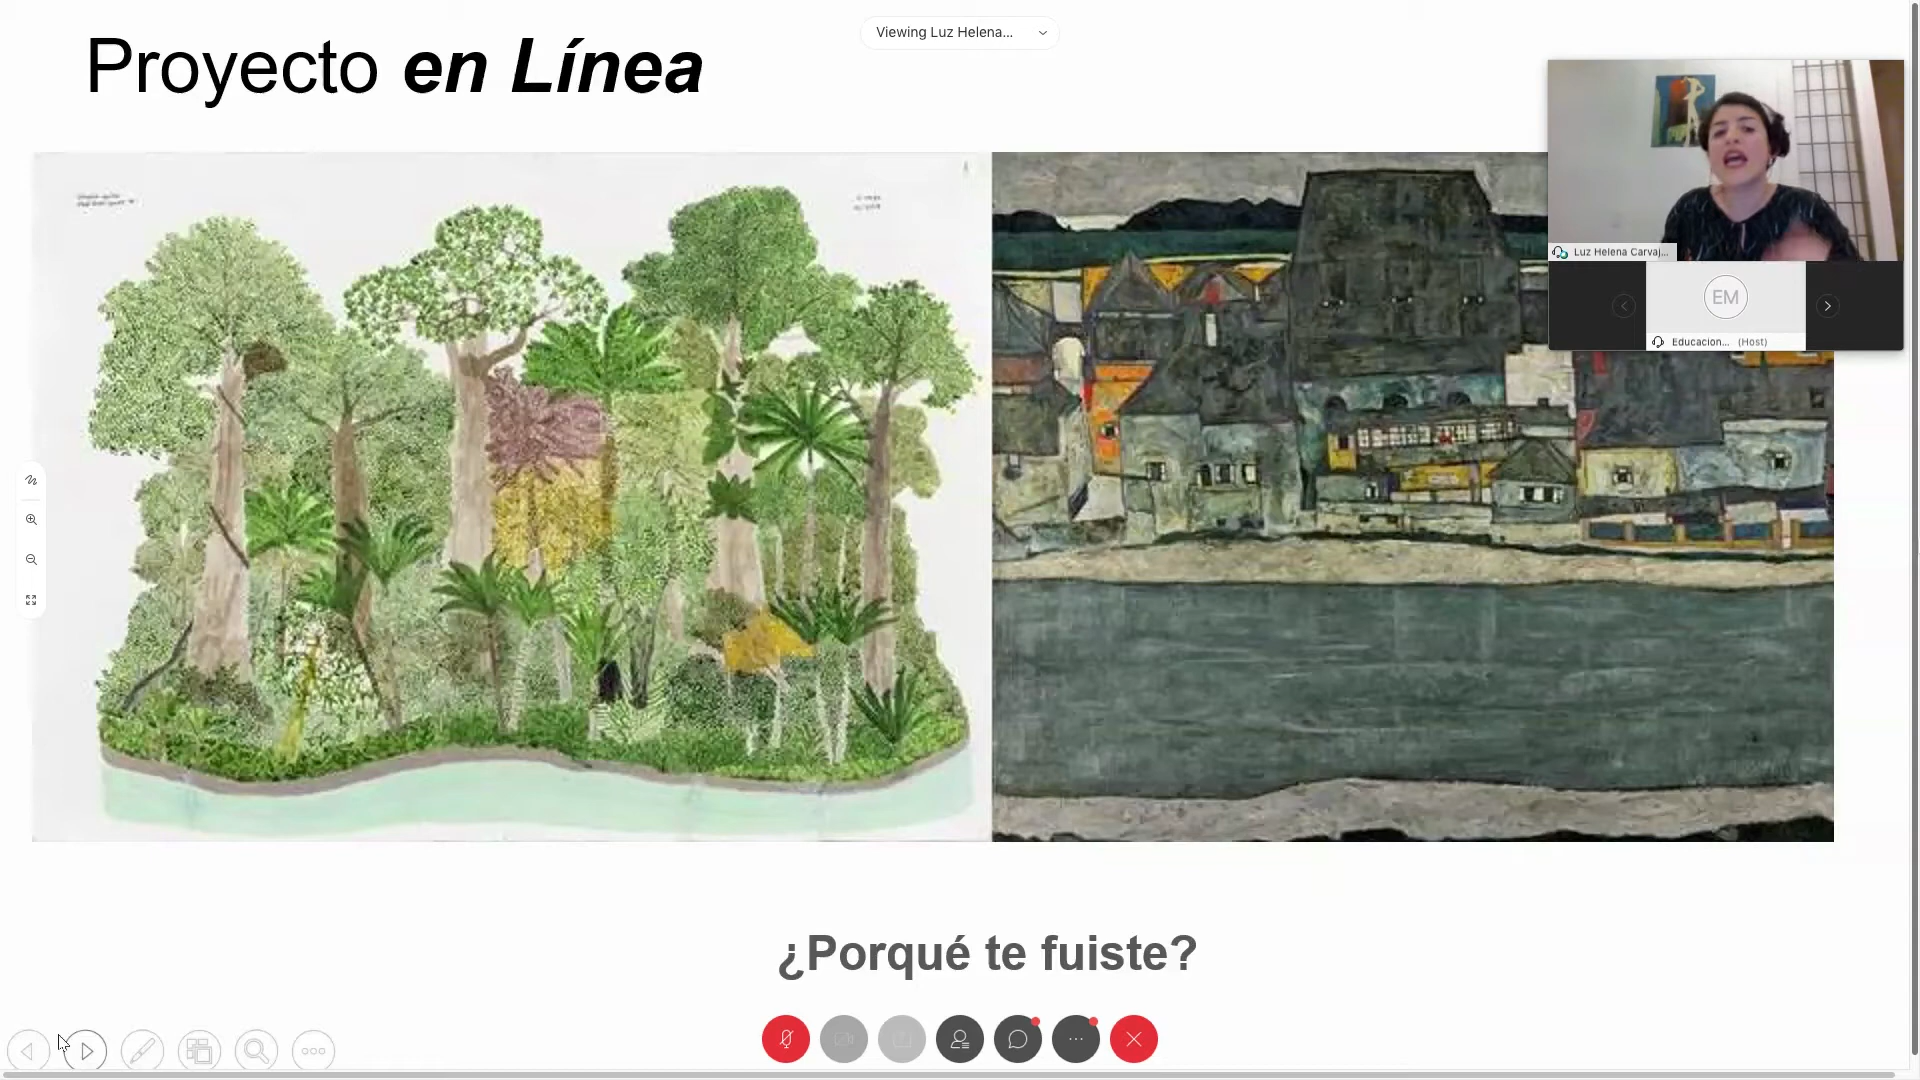 Proyecto en Línea
Viewing Luz Helena...
Luz Helena Carvaj...
EM
Educacion... (Host)
¿Porqué te fuiste?